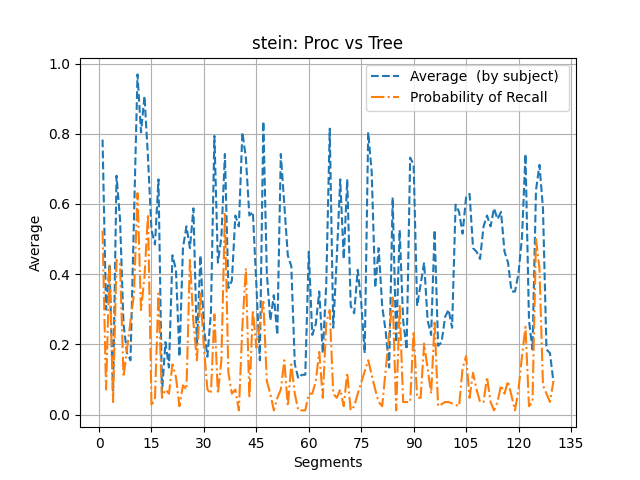 stein: Proc vs Tree
Average (by subject)
Probability of Recall
1.0
0.8
0.6
0.4
0.2
0.0
Average
0 15 30 45 60 75 90 105 120 135
Segments